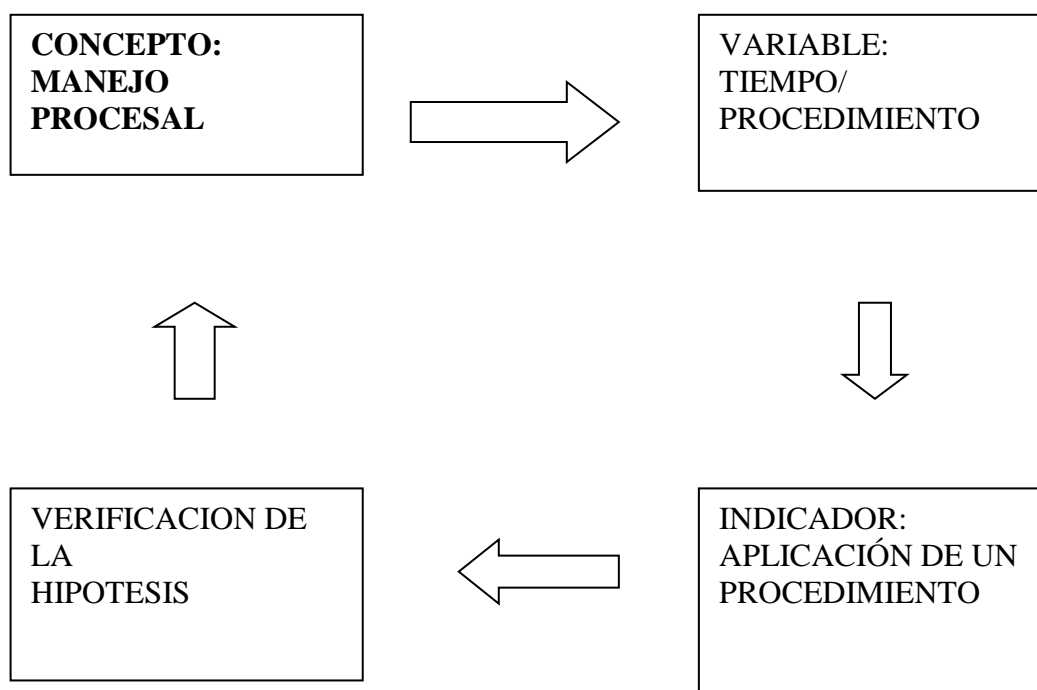 CONCEPTO:
MANEJO
PROCESAL
VARIABLE:
TIEMPO/
PROCEDIMIENTO
VERIFICACION DE
LA
HIPOTESIS
INDICADOR:
APLICACIÓN DE UN
PROCEDIMIENTO